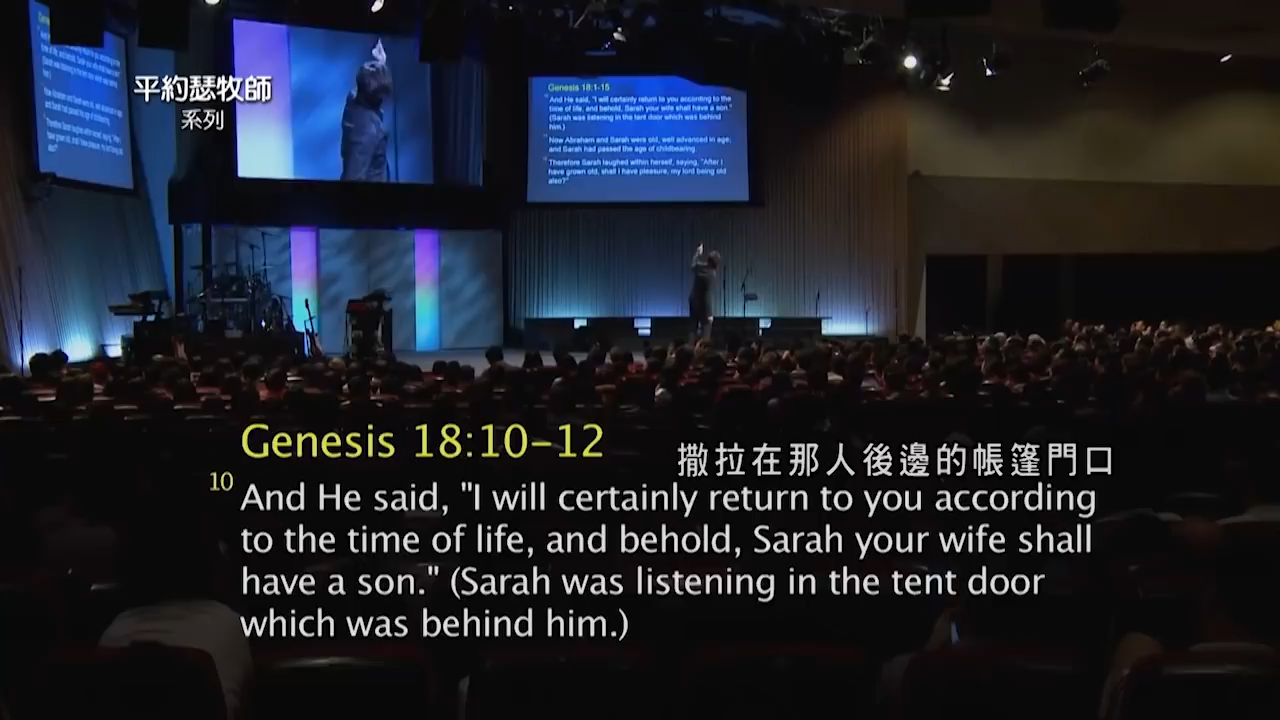 平約瑟牧師
系列
Genesis 18:1-15
And He said, "I will certainly return to you according to the
time of life, and behold, Sarah your wife shall have a son."
(Sarah was listening in the tent door which was behind
him.)
Now Abraham and Sarah were old, well advanced in age;
and Sarah had passed the age of childbearing.
Therefore Sarah laughed within herself, saying, "After I
have grown old, shall I have pleasure, my lord being old
also?"
Genesis 18:10-12
撒拉在那人後邊的帳篷門口
10 And He said, "I will certainly return to you according
to the time of life, and behold, Sarah your wife shall
have a son." (Sarah was listening in the tent door
which was behind him.)